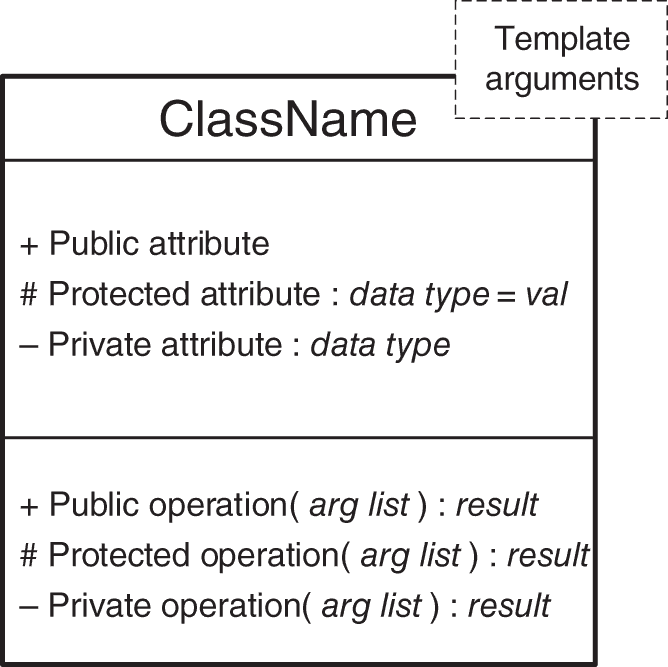 Template
arguments
ClassName
+ Public attribute
# Protected attribute : data type = val
– Private attribute : data type
+ Public operation( arg list ) : result
# Protected operation( arg list ) : result
– Private operation( arg list ) : result